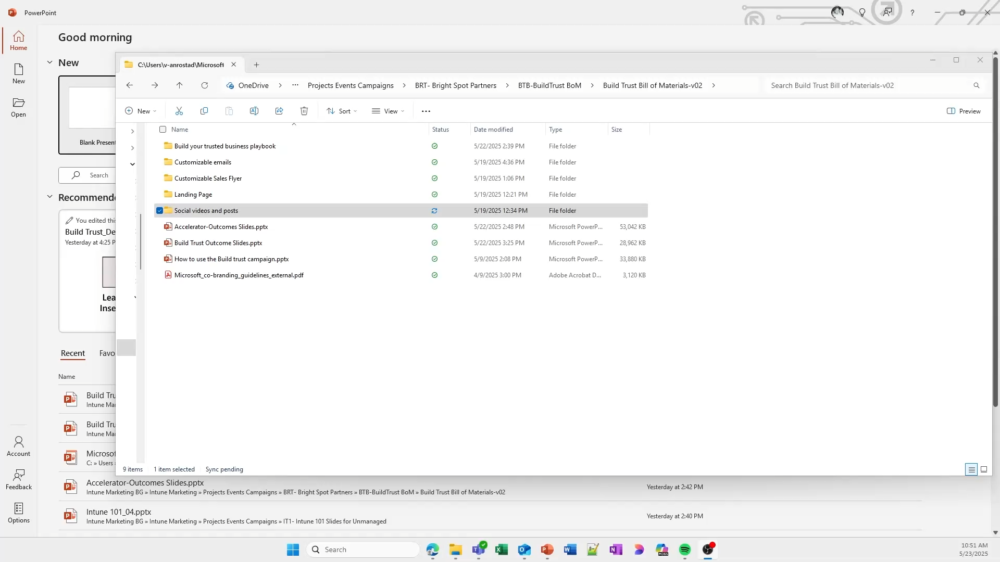 PowerPoint
?
Good morning
Home
New
Open
New
Blank Present
Search
Recommende
You edited this
Build Trust_De
Yesterday at 4:25 P
Lea
Inse
Recent Favo
Name
Build Tru
Intune Mar
Build Tru
Intune Mar
Microsof
C: » Users »
Accelerator-Outcomes Slides.pptx
Intune Marketing BG » Intune Marketing » Projects Events Campaigns » BRT- Bright Spot Partners » BTB-BuildTrust BoM » Build Trust Bill of Materials-v02
Yesterday at 2:42 PM
Intune 101_04.pptx
Intune Marketing BG » Intune Marketing » Projects Events Campaigns » IT1- Intune 101 Slides for Unmanaged
Yesterday at 2:40 PM
Account
Feedback
Options
C:\Users\v-anrostad\Microsoft
OneDrive > ··· Projects Events Campaigns > BRT- Bright Spot Partners > BTB-BuildTrust BoM > Build Trust Bill of Materials-v02 >
Search Build Trust Bill of Materials-v02
New Sort View ··· Preview
Name Status Date modified Type Size
Build your trusted business playbook 5/22/2025 2:39 PM File folder
Customizable emails 5/19/2025 4:36 PM File folder
Customizable Sales Flyer 5/19/2025 1:06 PM File folder
Landing Page 5/19/2025 12:21 PM File folder
Social videos and posts 5/19/2025 12:34 PM File folder
Accelerator-Outcomes Slides.pptx 5/22/2025 2:48 PM Microsoft PowerP... 53,042 KB
Build Trust Outcome Slides.pptx 5/22/2025 3:25 PM Microsoft PowerP... 28,962 KB
How to use the Build trust campaign.pptx 5/9/2025 2:08 PM Microsoft PowerP... 33,880 KB
Microsoft_co-branding_guidelines_external.pdf 4/9/2025 3:00 PM Adobe Acrobat D... 3,120 KB
9 items 1 item selected Sync pending
Search
M365
10:51 AM
5/23/2025